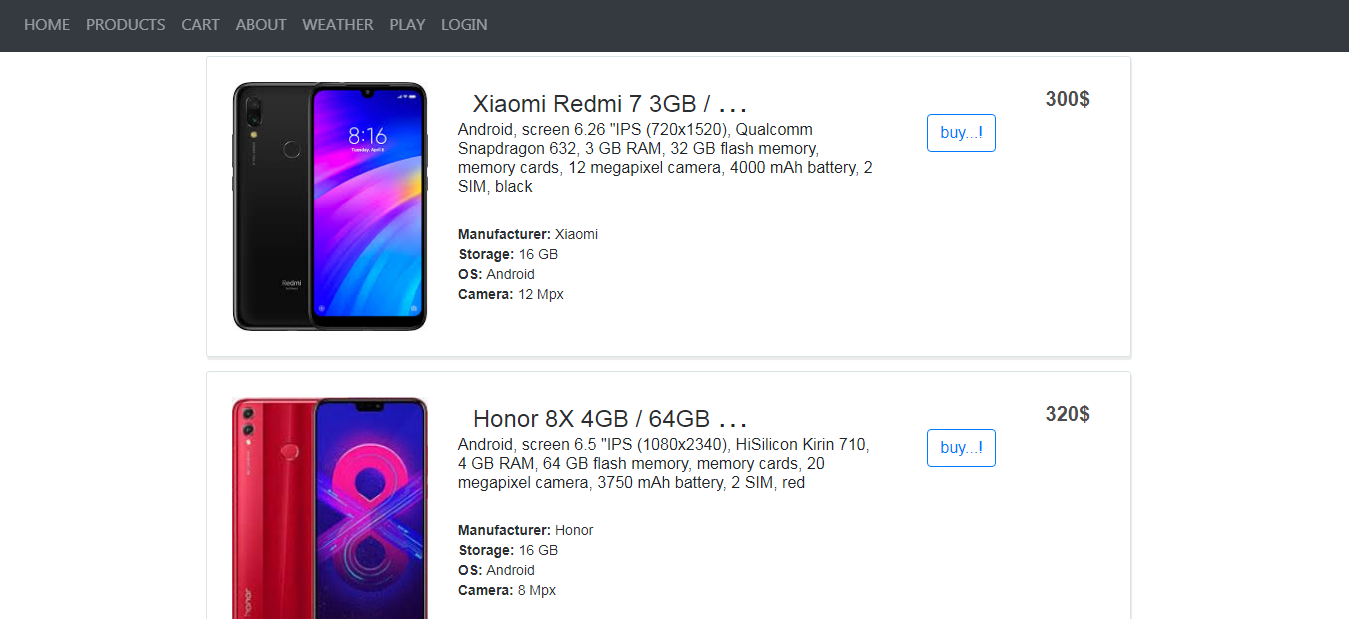 HOME PRODUCTS CART ABOUT WEATHER PLAY LOGIN
Xiaomi Redmi 7 3GB / ...
300$
Android, screen 6.26 "IPS (720x1520), Qualcomm
Snapdragon 632, 3 GB RAM, 32 GB flash memory,
memory cards, 12 megapixel camera, 4000 mAh battery, 2
SIM, black
buy...!
Manufacturer: Xiaomi
Storage: 16 GB
OS: Android
Camera: 12 Mpx
8:16
Tuesday, April 8
Redmi
Honor 8X 4GB / 64GB ...
320$
Android, screen 6.5 "IPS (1080x2340), HiSilicon Kirin 710,
4 GB RAM, 64 GB flash memory, memory cards, 20
megapixel camera, 3750 mAh battery, 2 SIM, red
buy...!
Manufacturer: Honor
Storage: 16 GB
OS: Android
Camera: 8 Mpx
honor